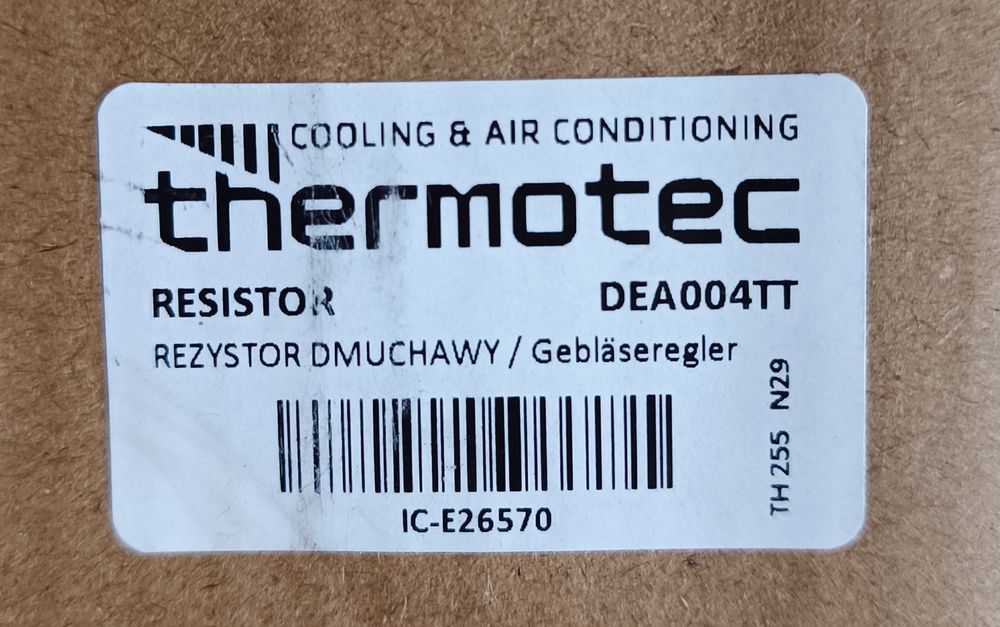 COOLING & AIR CONDITIONING
thermotec
RESISTOR DEA004TT
REZYSTOR DMUCHAWY / Gebläseregler
IC-E26570
TH 255 N29